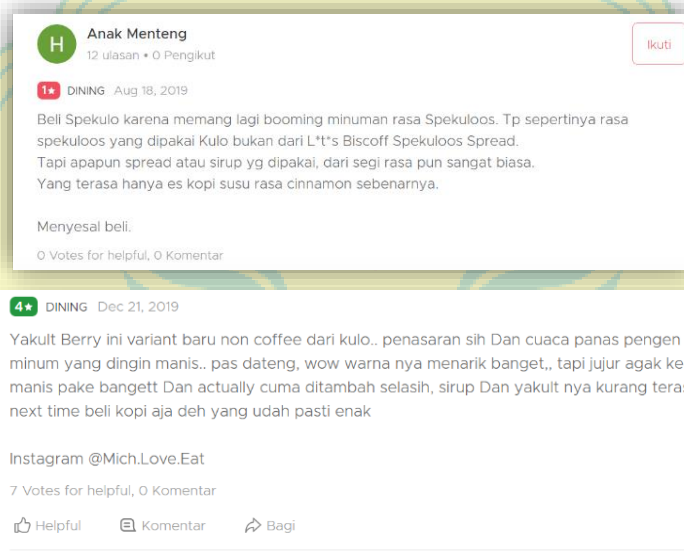 H
Anak Menteng
12 ulasan • 0 Pengikut
Ikuti
1★ DINING Aug 18, 2019
Beli Spekulo karena memang lagi booming minuman rasa Spekuloos. Tp sepertinya rasa
spekuloos yang dipakai Kulo bukan dari L*t*s Biscoff Spekuloos Spread.
Tapi apapun spread atau sirup yg dipakai, dari segi rasa pun sangat biasa.
Yang terasa hanya es kopi susu rasa cinnamon sebenarnya.
Menyesal beli.
0 Votes for helpful, 0 Komentar
4★ DINING Dec 21, 2019
Yakult Berry ini variant baru non coffee dari kulo.. penasaran sih Dan cuaca panas pengen
minum yang dingin manis.. pas dateng, wow warna nya menarik banget,, tapi jujur agak ke
manis pake bangett Dan actually cuma ditambah selasih, sirup Dan yakult nya kurang
next time beli kopi aja deh yang udah pasti enak
Instagram @Mich.Love.Eat
7 Votes for helpful, 0 Komentar
Helpful
Komentar
Bagi